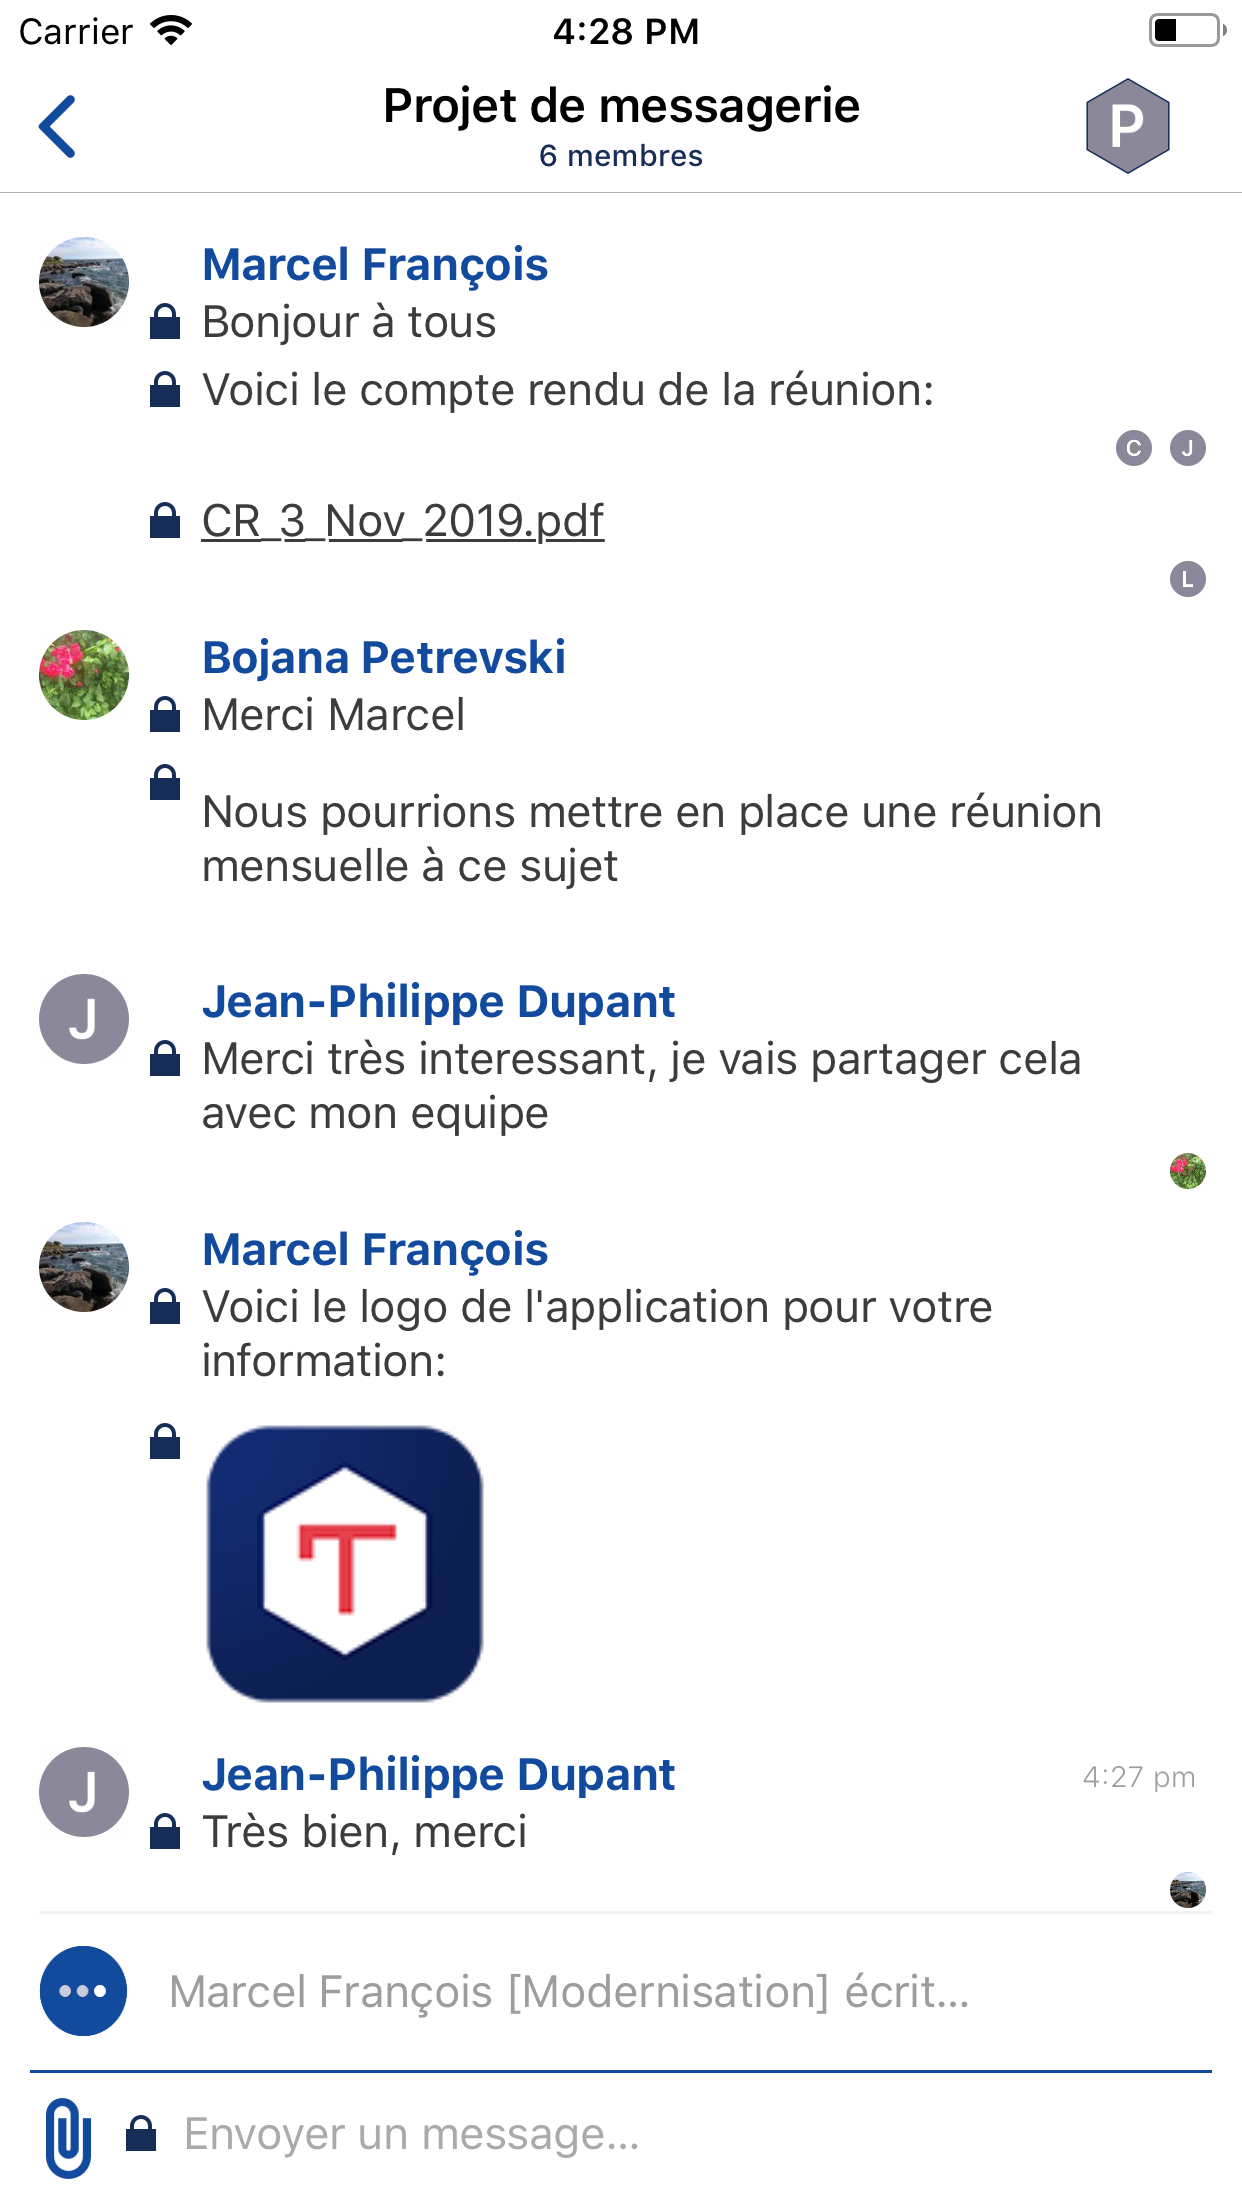 Carrier 4:28 PM
Projet de messagerie
6 membres
P
Marcel François
Bonjour à tous
Voici le compte rendu de la réunion:
C J
CR_3_Nov_2019.pdf
L
Bojana Petrevski
Merci Marcel
Nous pourrions mettre en place une réunion
mensuelle à ce sujet
J
Jean-Philippe Dupant
Merci très interessant, je vais partager cela
avec mon equipe
Marcel François
Voici le logo de l'application pour votre
information:
T
J
Jean-Philippe Dupant 4:27 pm
Très bien, merci
Marcel François [Modernisation] écrit...
Envoyer un message...